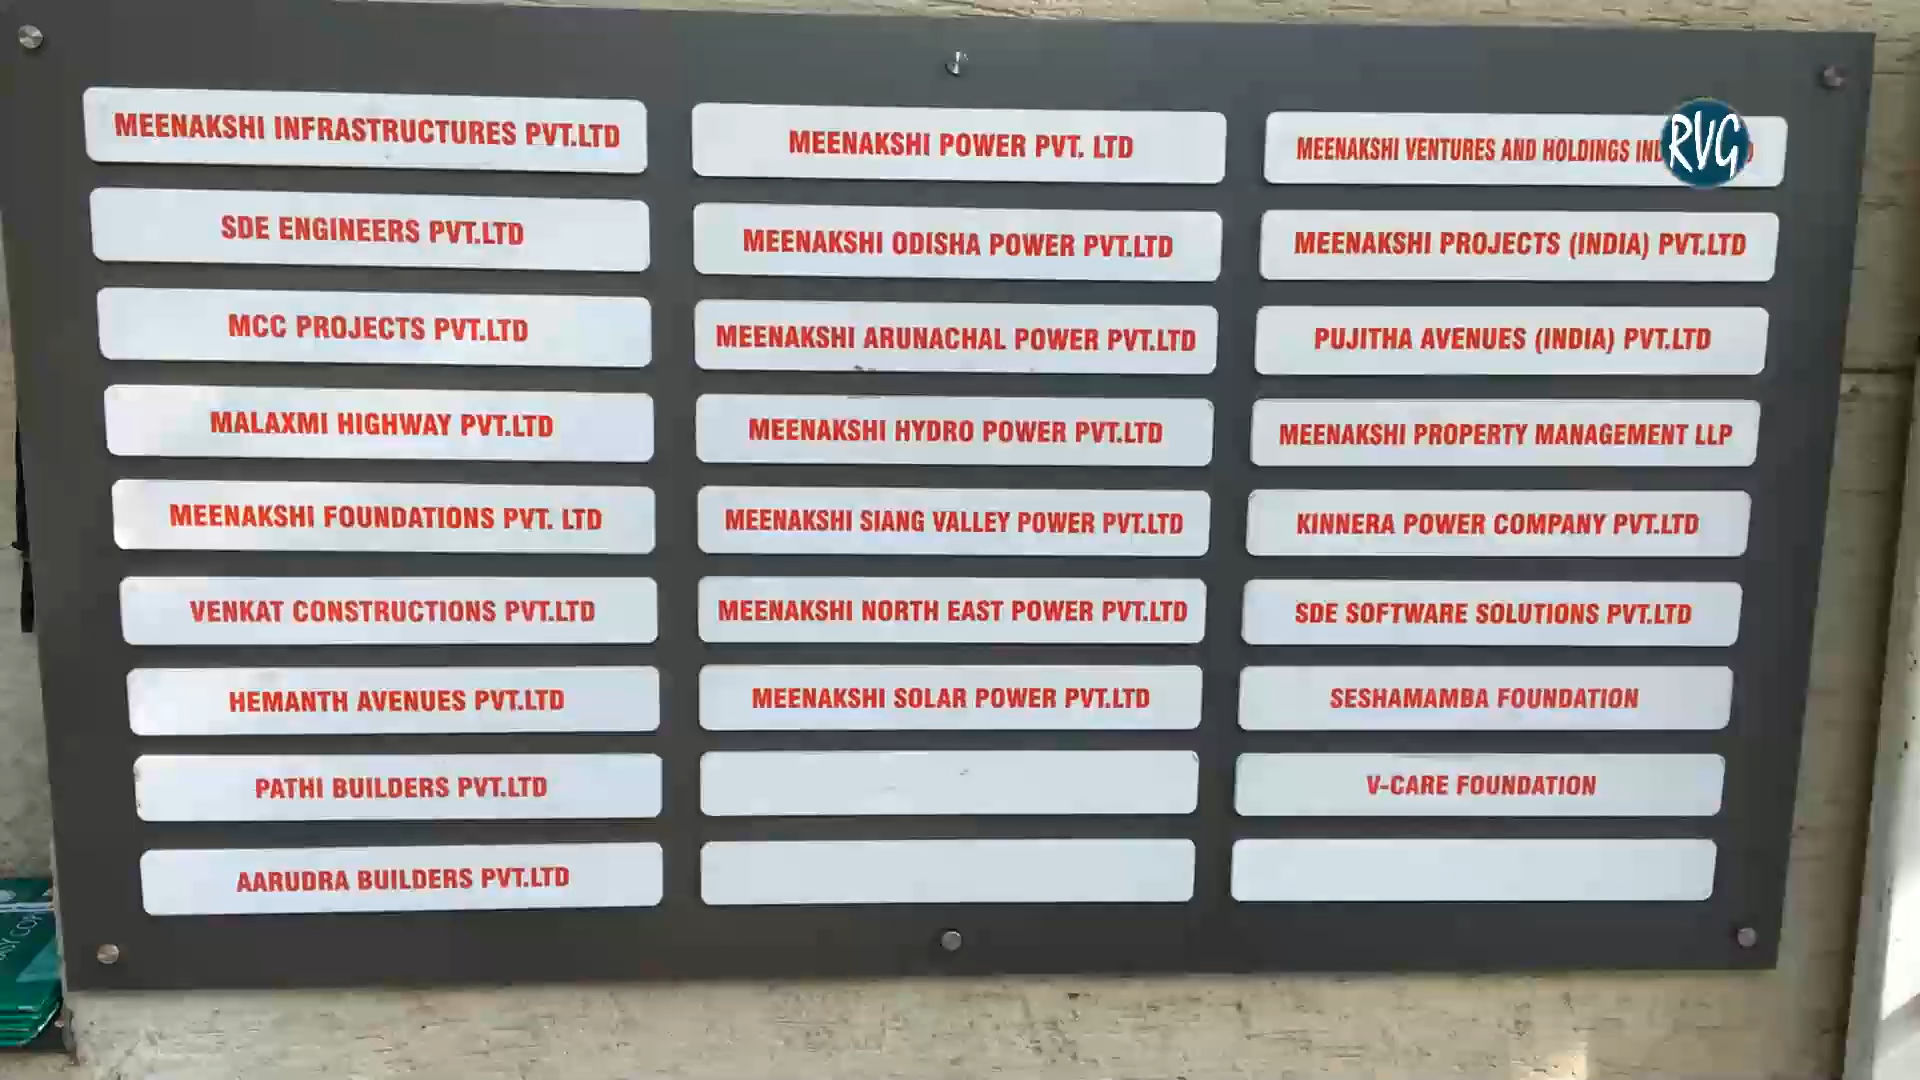 MEENAKSHI INFRASTRUCTURES PVT.LTD
SDE ENGINEERS PVT.LTD
MCC PROJECTS PVT.LTD
MALAXMI HIGHWAY PVT.LTD
MEENAKSHI FOUNDATIONS PVT. LTD
VENKAT CONSTRUCTIONS PVT.LTD
HEMANTH AVENUES PVT.LTD
PATHI BUILDERS PVT.LTD
AARUDRA BUILDERS PVT.LTD
MEENAKSHI POWER PVT. LTD
MEENAKSHI ODISHA POWER PVT.LTD
MEENAKSHI ARUNACHAL POWER PVT.LTD
MEENAKSHI HYDRO POWER PVT.LTD
MEENAKSHI SIANG VALLEY POWER PVT.LTD
MEENAKSHI NORTH EAST POWER PVT.LTD
MEENAKSHI SOLAR POWER PVT.LTD
MEENAKSHI VENTURES AND HOLDINGS
RVG
MEENAKSHI PROJECTS (INDIA) PVT.LTD
PUJITHA AVENUES (INDIA) PVT.LTD
MEENAKSHI PROPERTY MANAGEMENT LLP
KINNERA POWER COMPANY PVT.LTD
SDE SOFTWARE SOLUTIONS PVT.LTD
SESHAMAMBA FOUNDATION
V-CARE FOUNDATION